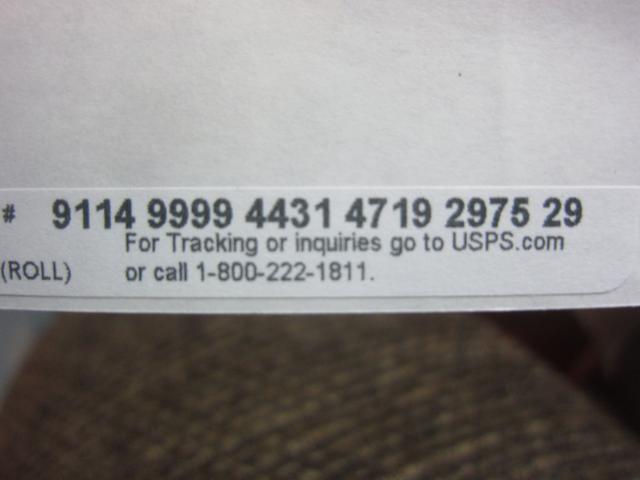 # 9114 9999 4431 4719 2975 29
For Tracking or inquiries go to USPS.com
(ROLL) or call 1-800-222-1811.